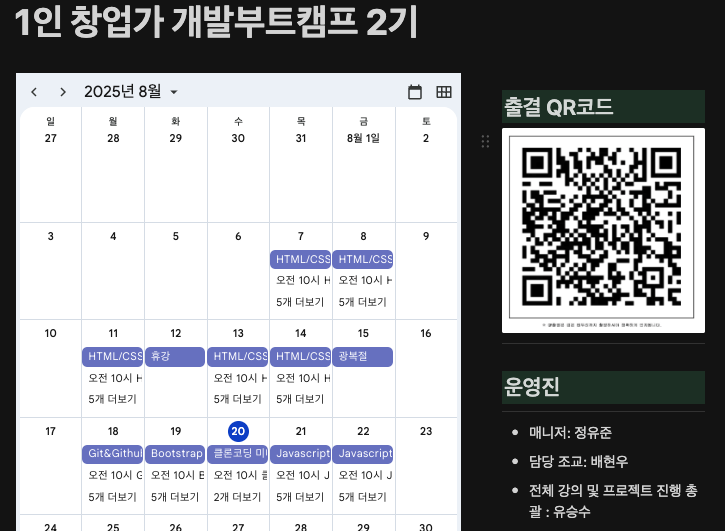 1인 창업가 개발부트캠프 2기
2025년 8월
일 월 화 수 목 금 토
27 28 29 30 31 8월 1일 2
3 4 5 6 7 8 9
HTML/CSS HTML/CSS
오전 10시 H 오전 10시 H
5개 더보기 5개 더보기
10 11 12 13 14 15 16
HTML/CSS 휴강 HTML/CSS HTML/CSS 광복절
오전 10시 H 오전 10시 H 오전 10시 H
5개 더보기 5개 더보기 5개 더보기
17 18 19 20 21 22 23
Git&Github Bootstrap 클론코딩 미 Javascript Javascript
오전 10시 G 오전 10시 B 오전 10시 클 오전 10시 J 오전 10시 J
5개 더보기 5개 더보기 2개 더보기 5개 더보기 5개 더보기
24 25 26 27 28 29 30
출결 QR코드
운영진
매니저: 정유준
담당 조교: 배현우
전체 강의 및 프로젝트 진행 총
괄 : 유승수